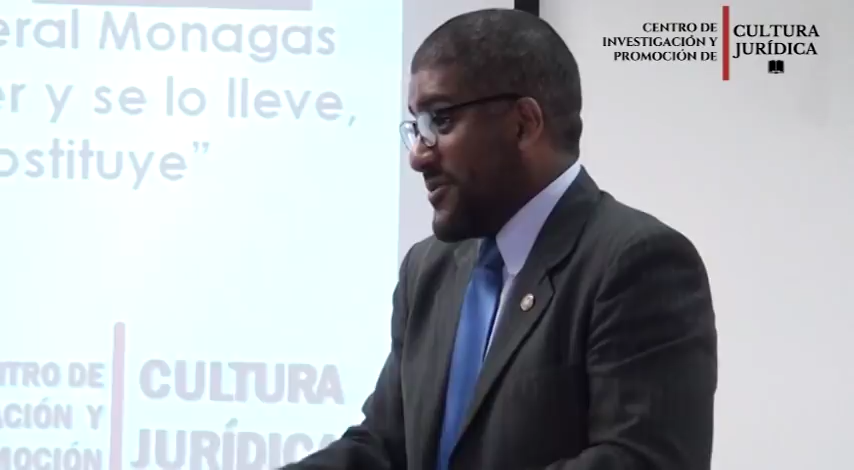 eral Monagas
er y se lo lleve,
ostituye”
CENTRO DE
INVESTIGACIÓN Y
PROMOCIÓN DE
CULTURA
JURÍDICA
NTRO DE
ACIÓN Y
MOCIÓN
CULTURA
JURÍDICA